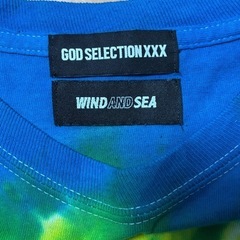 GOD SELECTION XXX
WIND AND SEA